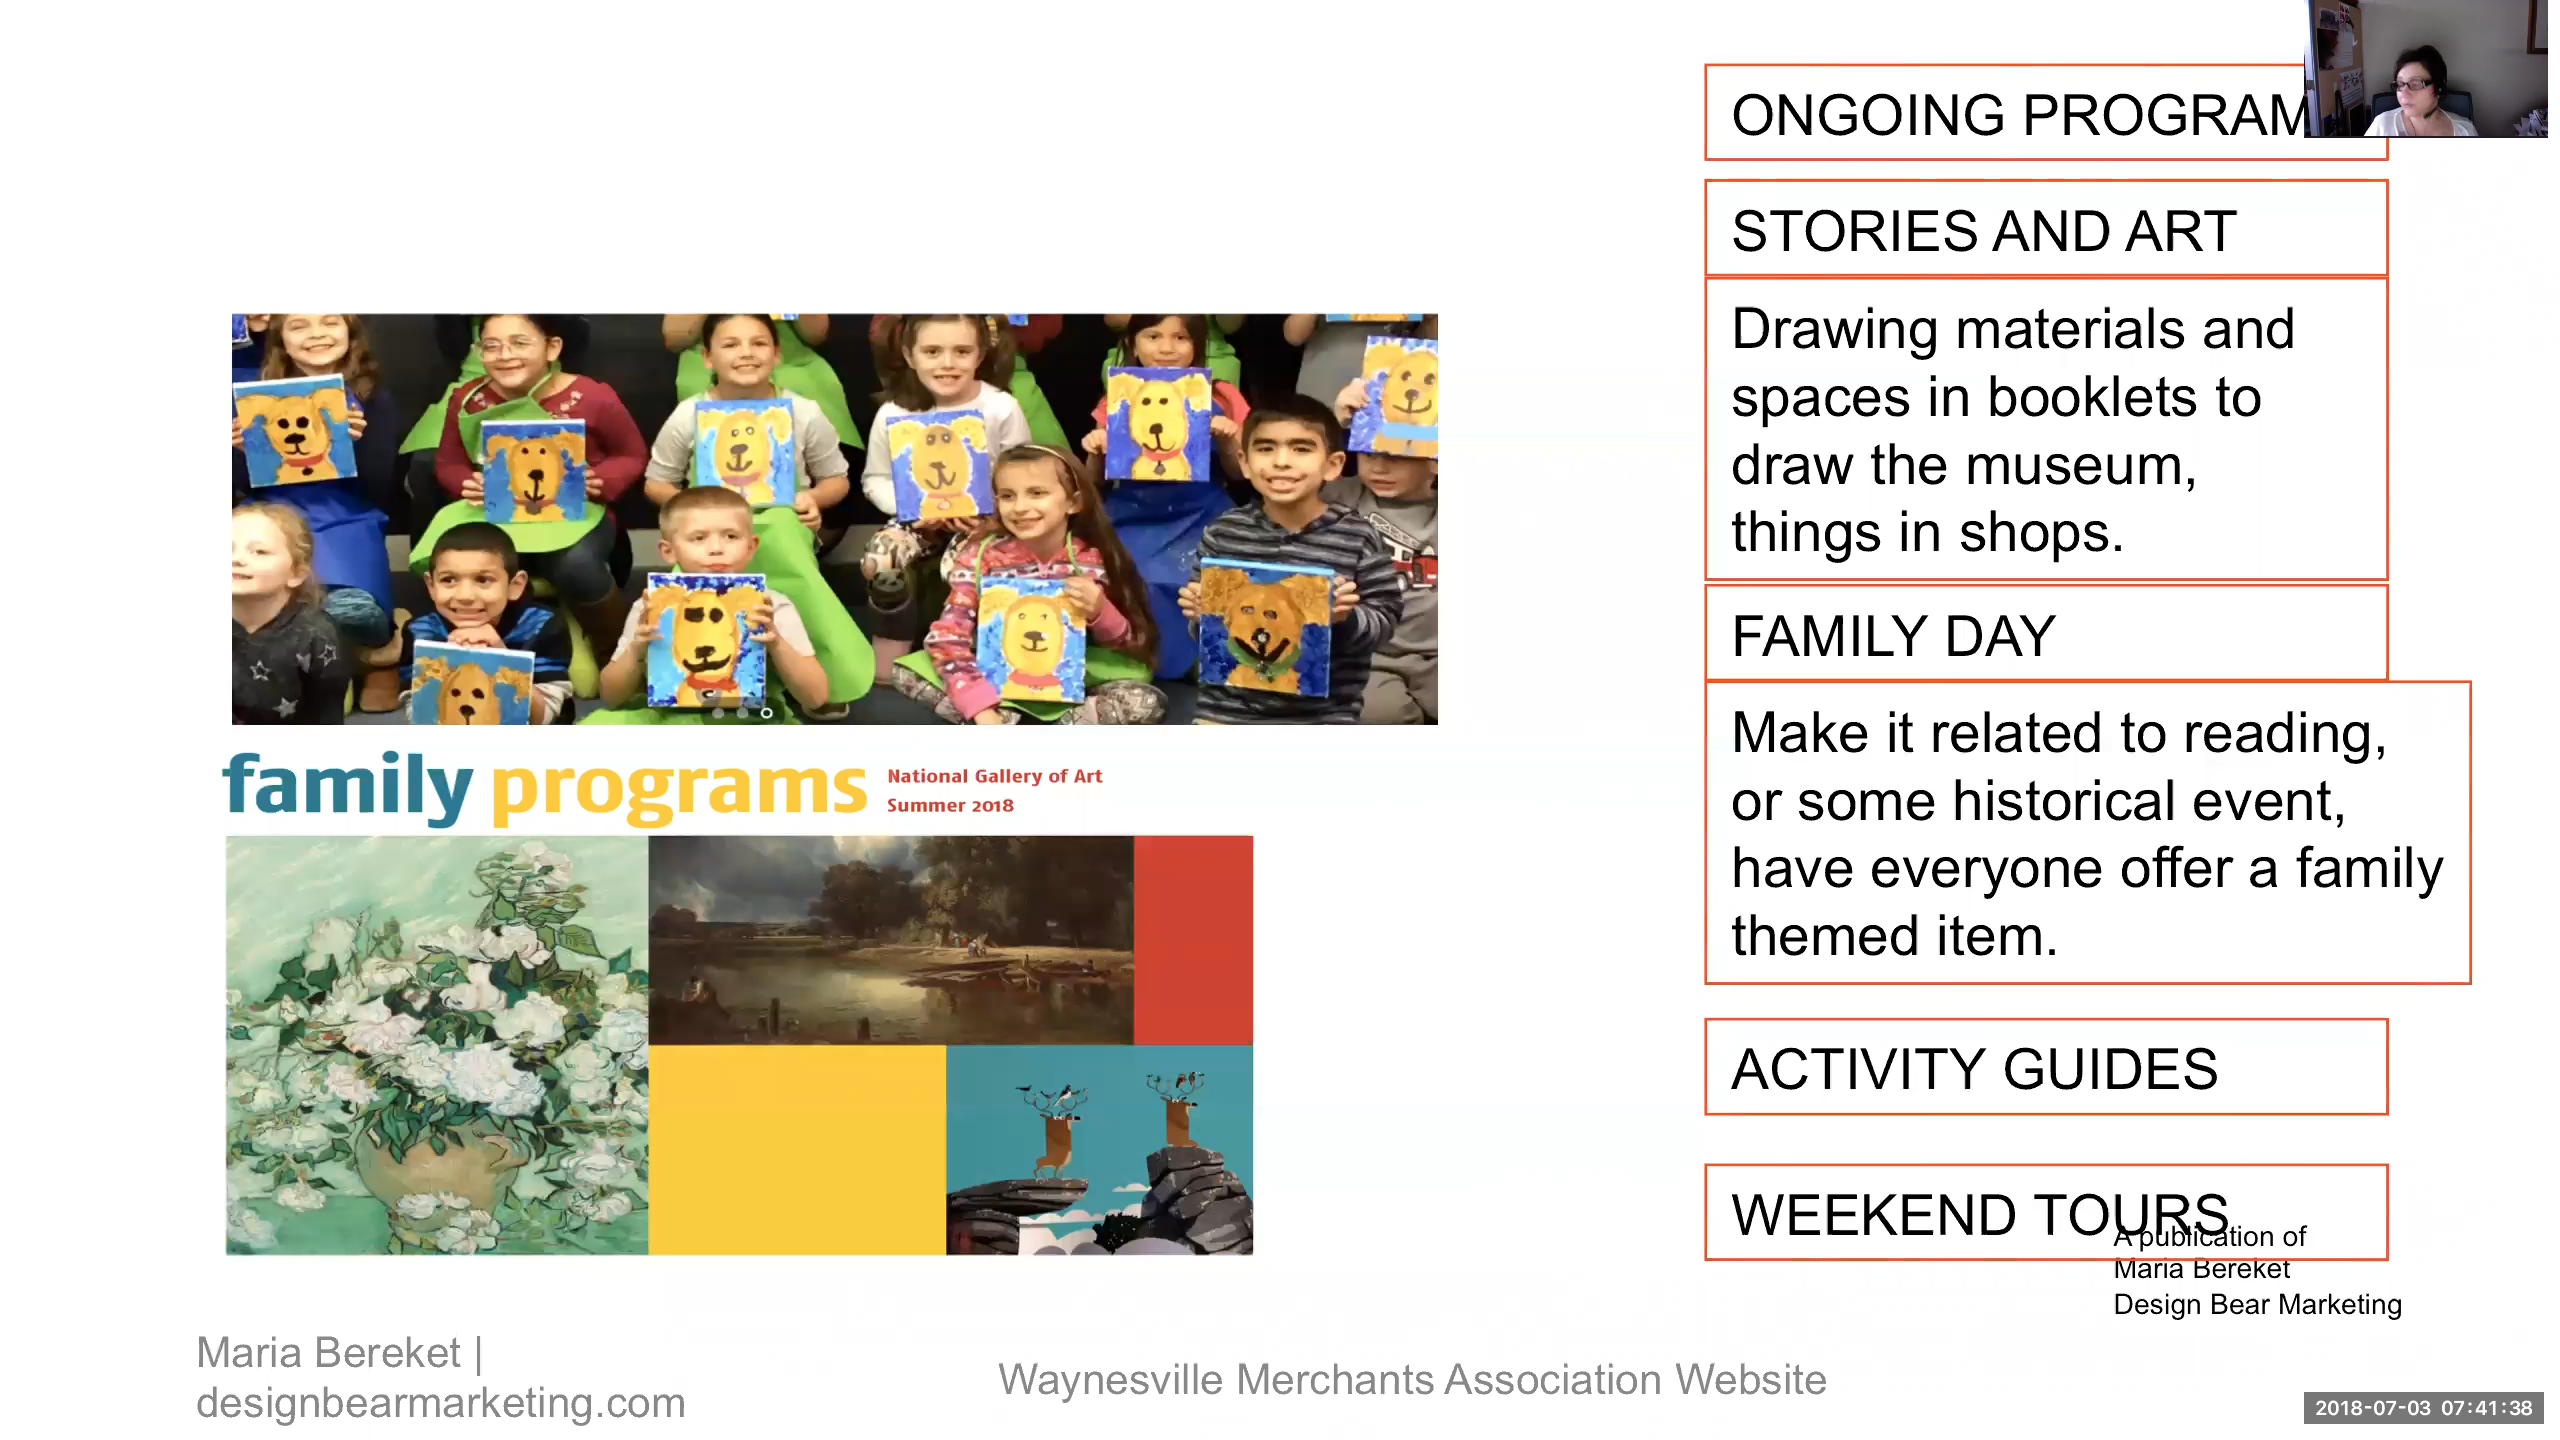 ONGOING PROGRAM
STORIES AND ART
Drawing materials and
spaces in booklets to
draw the museum,
things in shops.
FAMILY DAY
Make it related to reading,
or some historical event,
have everyone offer a family
themed item.
ACTIVITY GUIDES
WEEKEND TOURS
A publication of
Maria Bereket
Design Bear Marketing
family programs
National Gallery of Art
Summer 2018
Maria Bereket |
designbearmarketing.com
Waynesville Merchants Association Website
2018-07-03 07:41:38